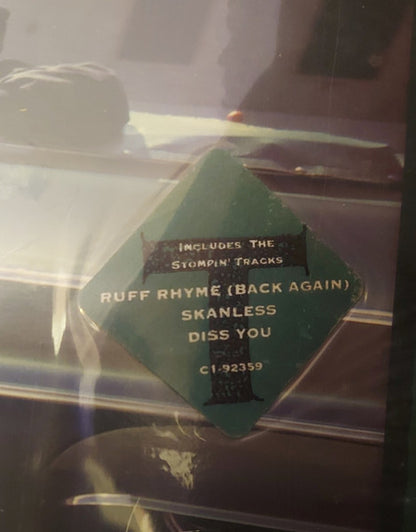 T
INCLUDES THE
STOMPIN' TRACKS
RUFF RHYME (BACK AGAIN)
SKANLESS
DISS YOU
C1-92359